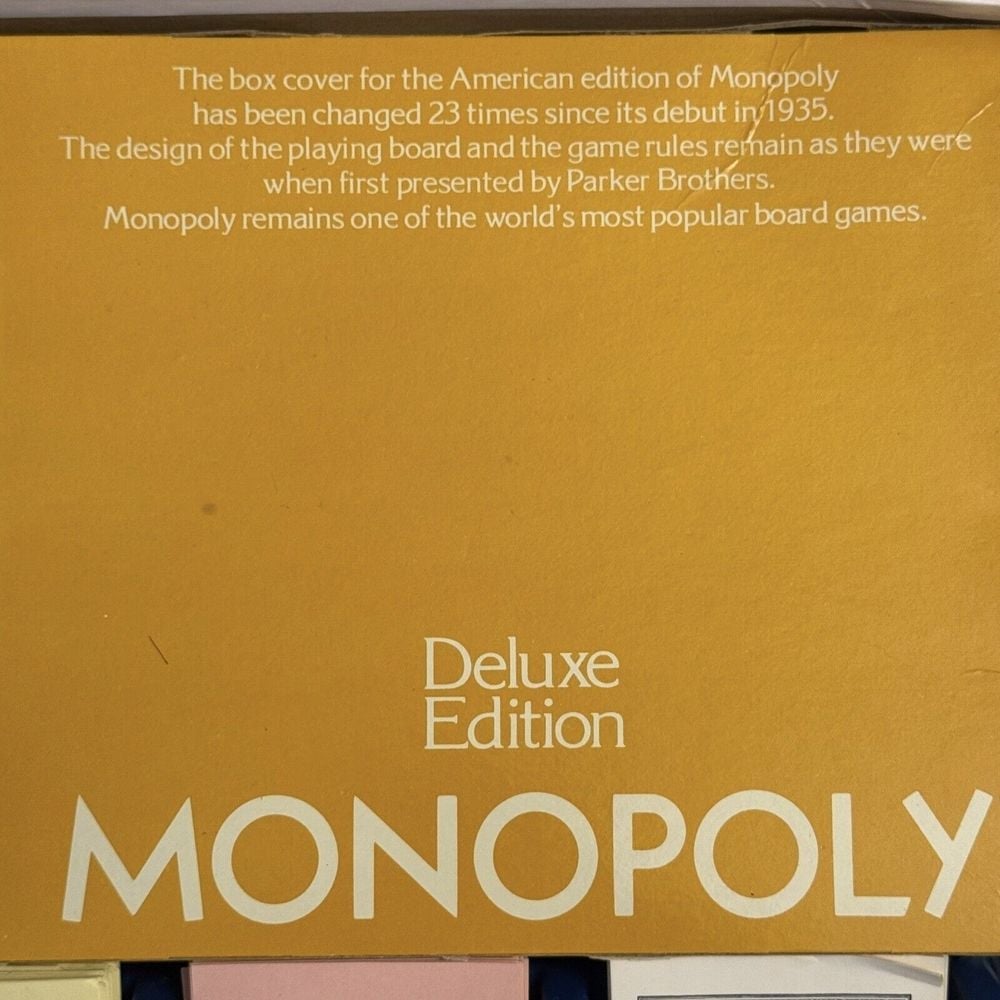 The box cover for the American edition of Monopoly
has been changed 23 times since its debut in 1935.
The design of the playing board and the game rules remain as they were
when first presented by Parker Brothers.
Monopoly remains one of the world's most popular board games.
Deluxe
Edition
MONOPOLY